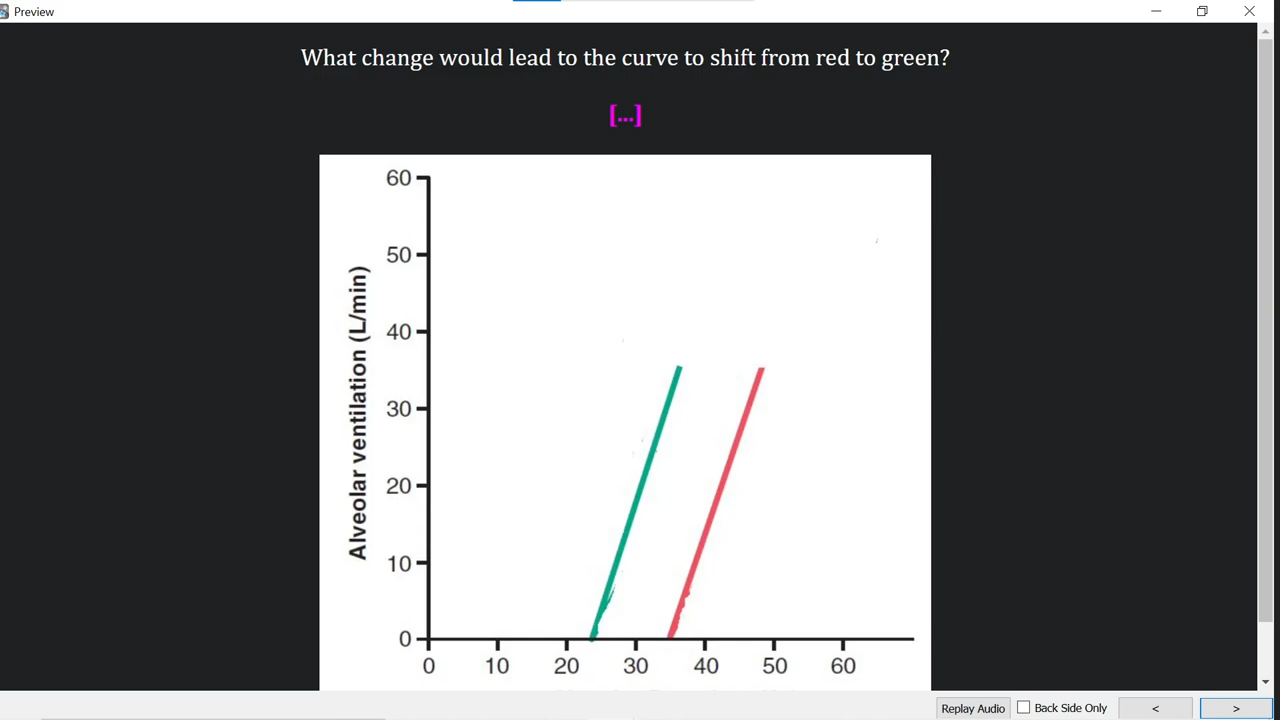 Preview
What change would lead to the curve to shift from red to green?
[...]
60
50
40
30
20
10
0
Alveolar ventilation (L/min)
0 10 20 30 40 50 60
Replay Audio Back Side Only < >